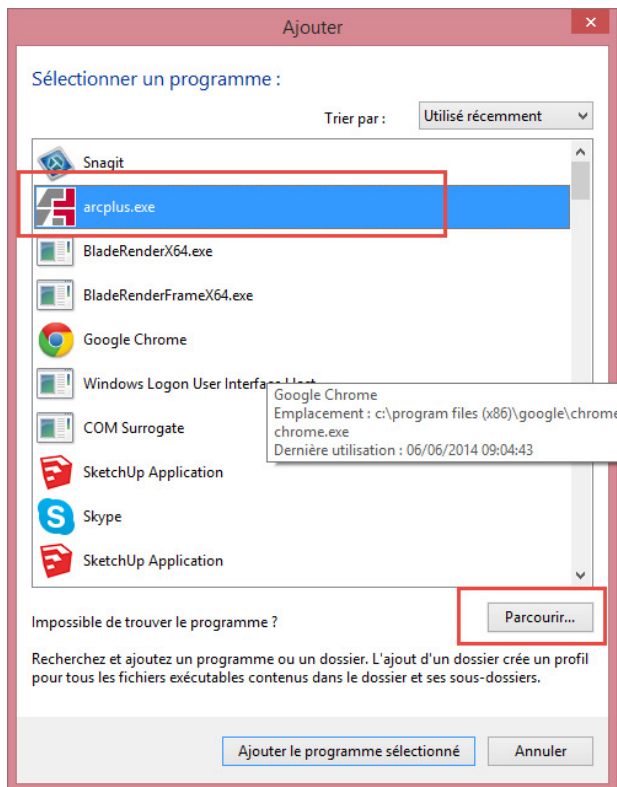 Ajouter
Sélectionner un programme :
Trier par :
Utilisé récemment
Snagit
arcplus.exe
BladeRenderX64.exe
BladeRenderFrameX64.exe
Google Chrome
Windows Logon User Interface Host
Google Chrome
Emplacement : c:\program files (x86)\google\chrome
chrome.exe
Dernière utilisation : 06/06/2014 09:04:43
COM Surrogate
SketchUp Application
Skype
SketchUp Application
Impossible de trouver le programme ?
Parcourir...
Recherchez et ajoutez un programme ou un dossier. L'ajout d'un dossier crée un profil
pour tous les fichiers exécutables contenus dans le dossier et ses sous-dossiers.
Ajouter le programme sélectionné
Annuler